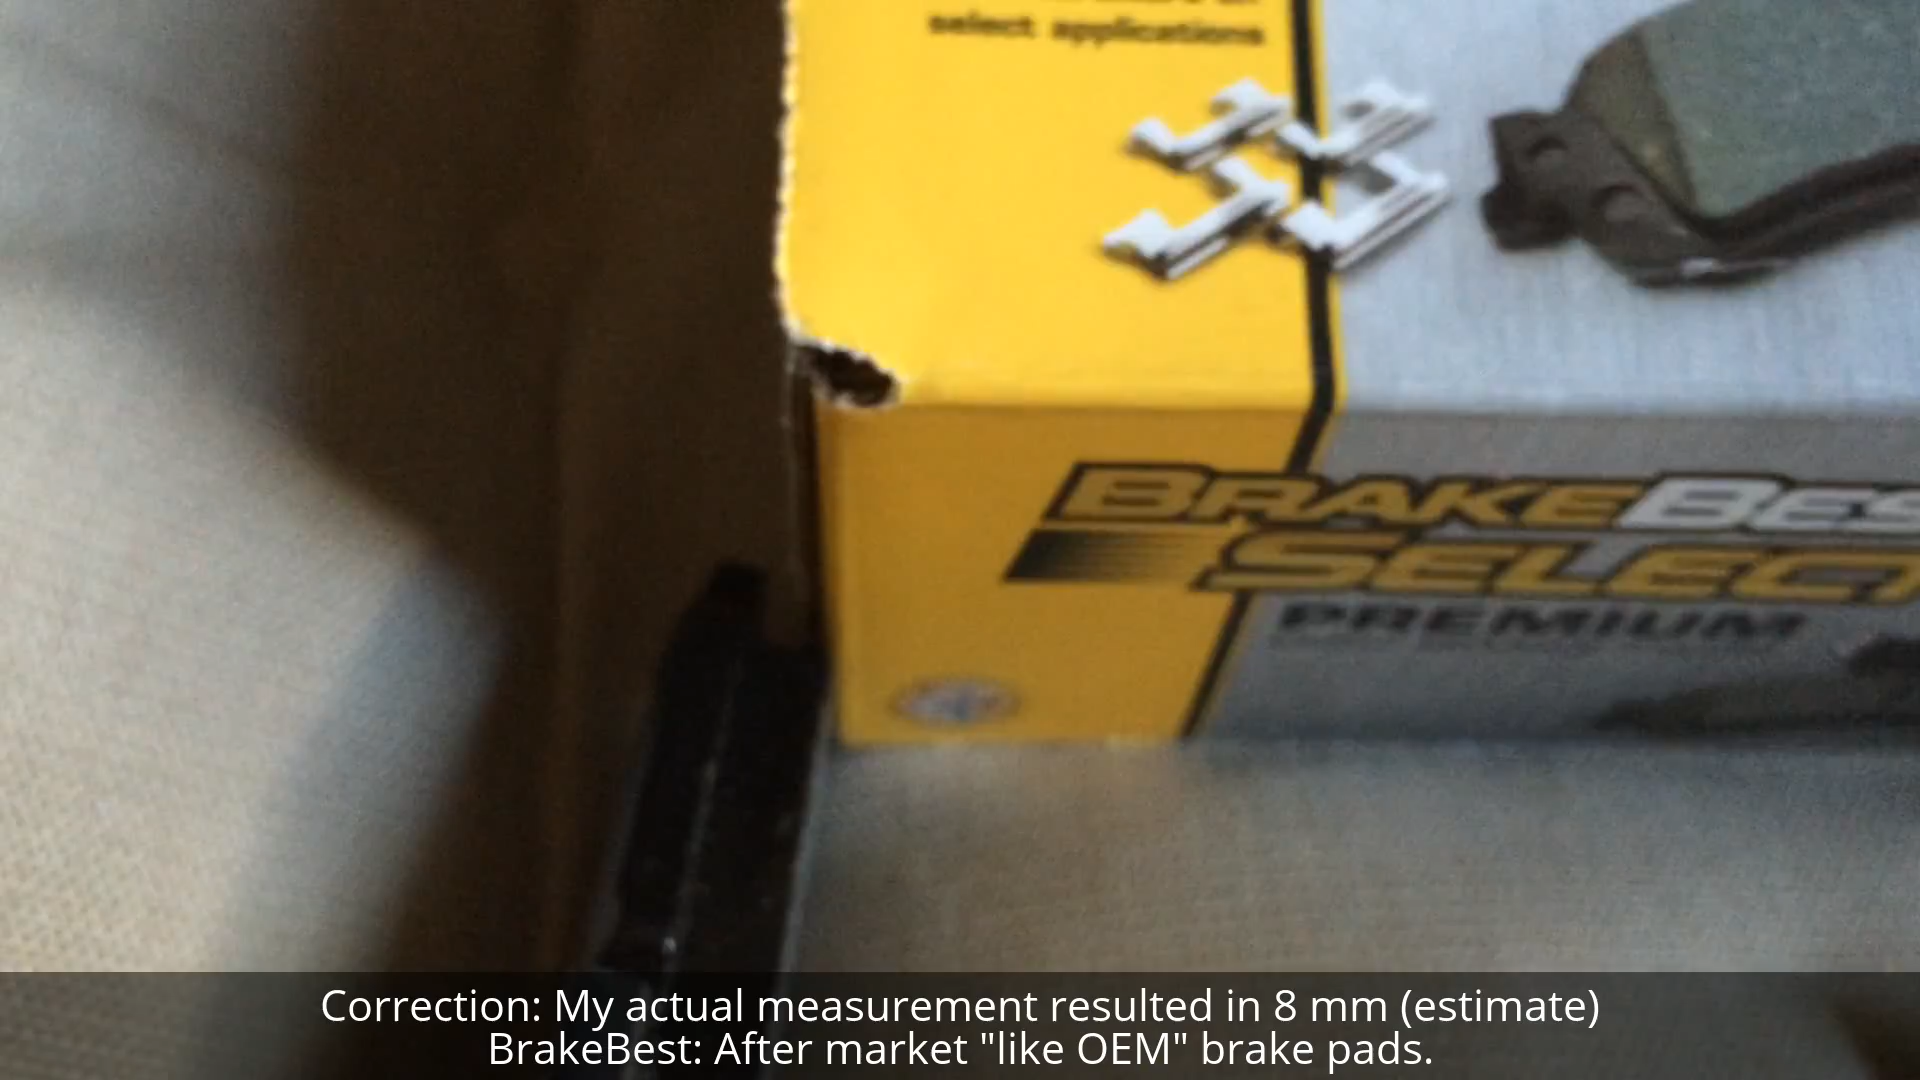 select applications
BRAKEBES
SELECT
PREMIUM
Correction: My actual measurement resulted in 8 mm (estimate)
BrakeBest: After market "like OEM" brake pads.